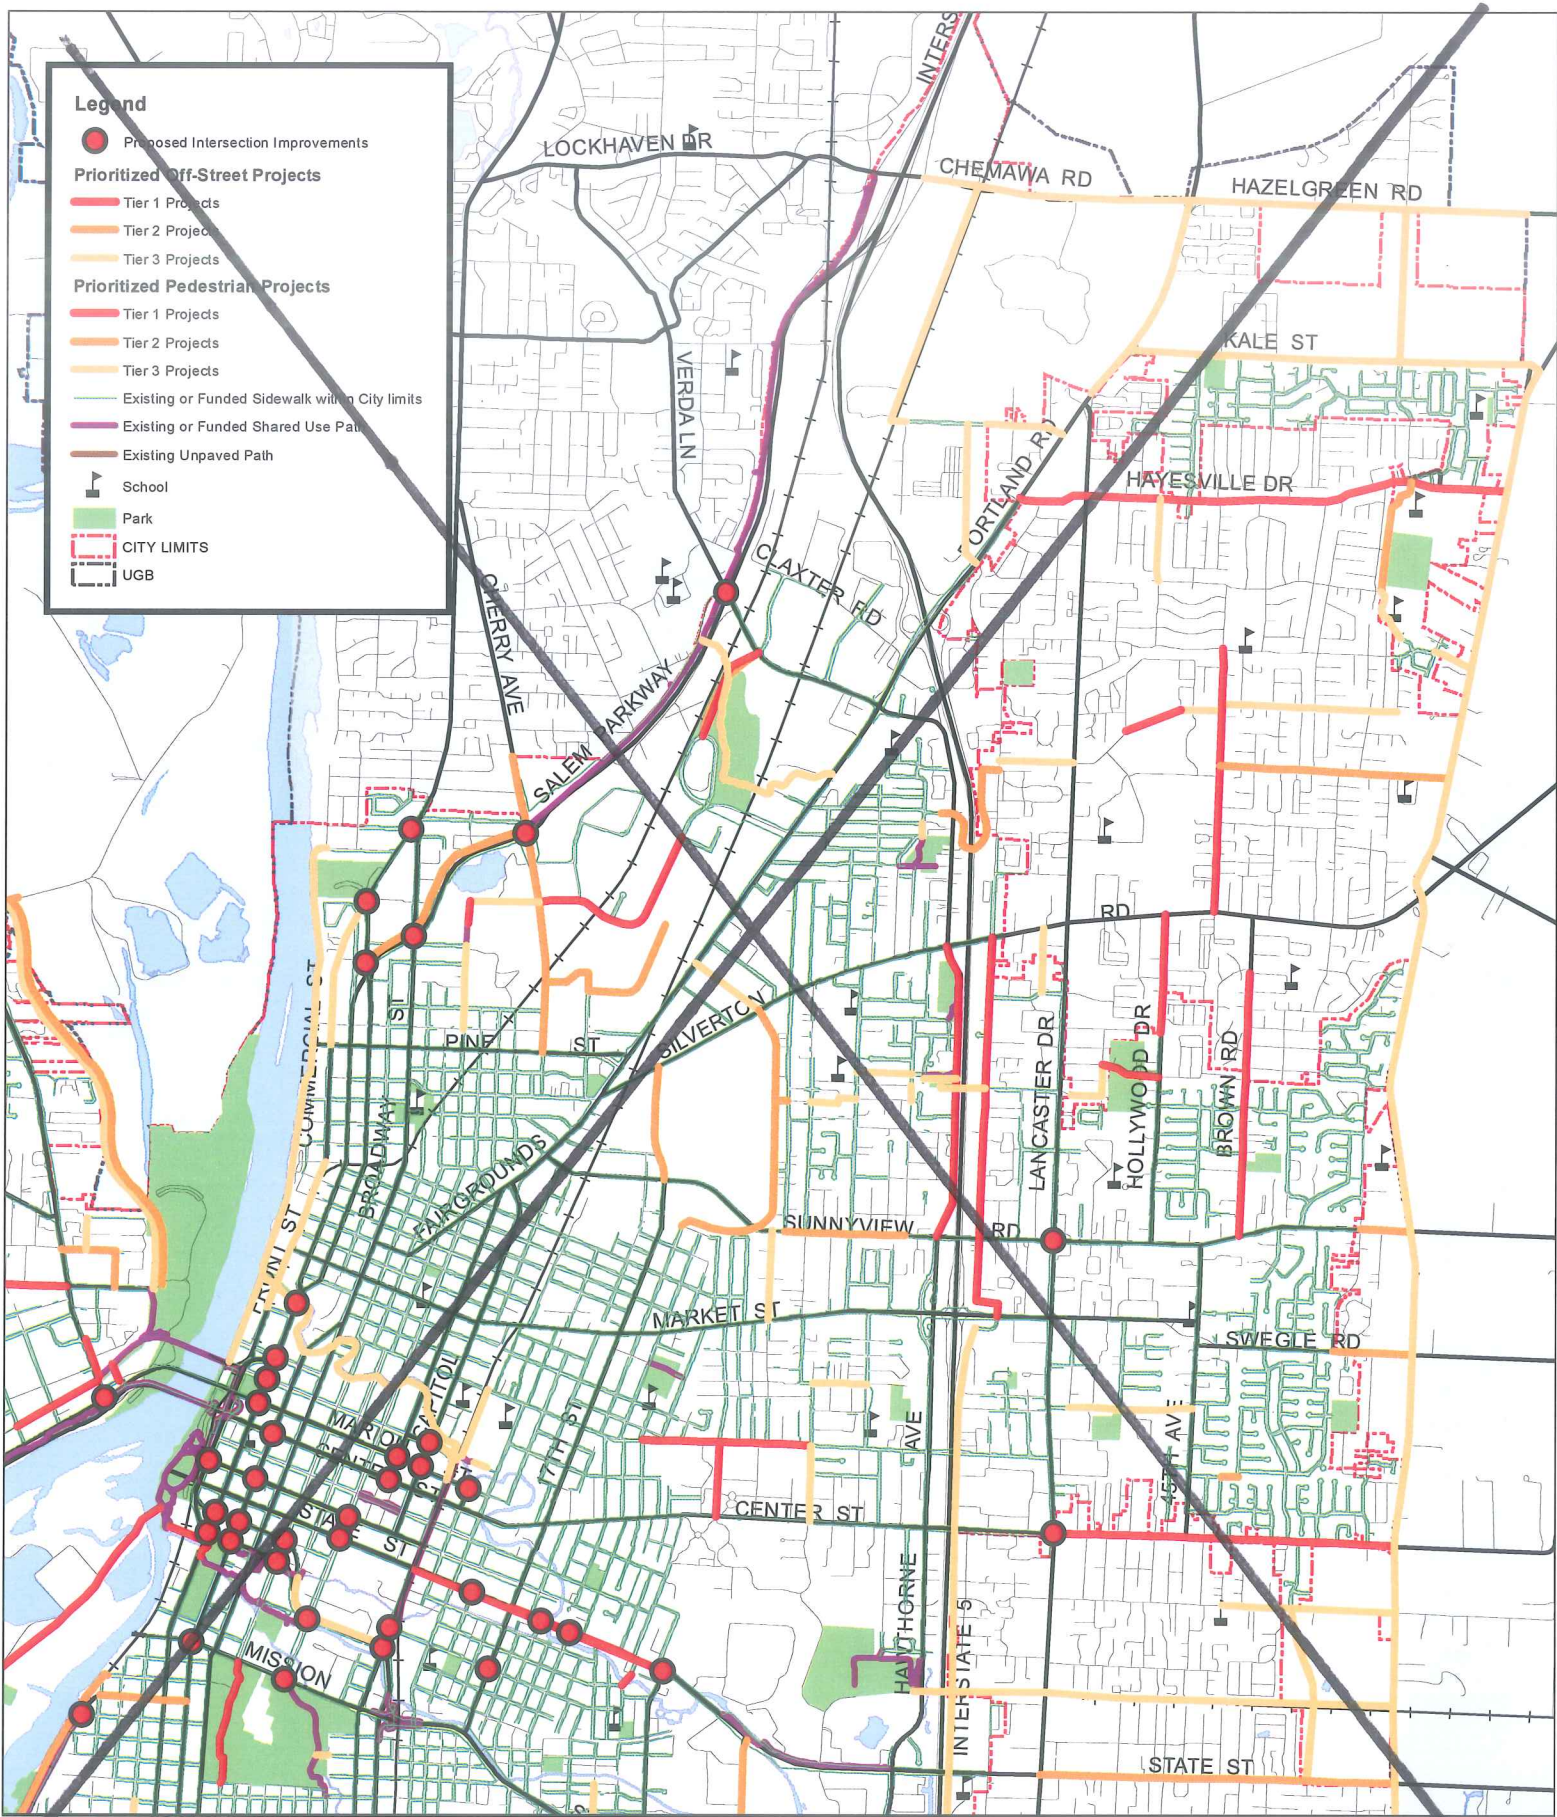 Legend
Proposed Intersection Improvements
Prioritized Off-Street Projects
Tier 1 Projects
Tier 2 Projects
Tier 3 Projects
Prioritized Pedestrian Projects
Tier 1 Projects
Tier 2 Projects
Tier 3 Projects
Existing or Funded Sidewalk within City limits
Existing or Funded Shared Use Path
Existing Unpaved Path
School
Park
CITY LIMITS
UGB
INTERS
LOCKHAVEN DR
CHEMAWA RD
HAZELGREEN RD
KALE ST
VERDA LN
PORTLAND RD
HAYESVILLE DR
CLAXTER RD
CHERRY AVE
SALEM PARKWAY
RD
COMMERCIAL ST
ST
PINE ST
SILVERTON
LANCASTER DR
HOLLYWOOD DR
BROWN RD
BROADWAY
FAIRGROUNDS
FRONT ST
SUNNYVIEW RD
MARKET ST
SWEGLE RD
CAPITOL
MARION ST
17TH ST
AVE
45TH AVE
CENTER ST
CENTER ST
STATE ST
HAWTHORNE
INTERSTATE 5
MISSION
STATE ST
S